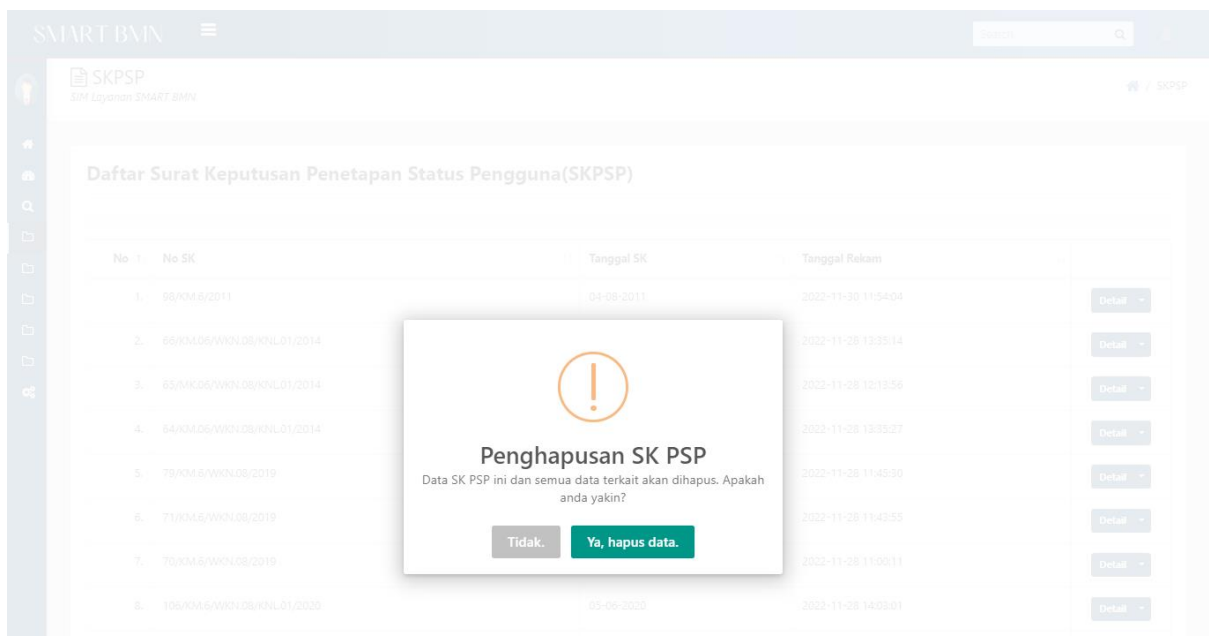 SMART BMN
Search
SKPSP
SIM Layanan SMART BMN
/ SKPSP
Daftar Surat Keputusan Penetapan Status Pengguna(SKPSP)
No No SK Tanggal SK Tanggal Rekam
1. 98/KM.6/2011 04-08-2011 2022-11-30 11:54:04 Detail
2. 66/KM.06/WKN.08/KNL.01/2014 2022-11-28 13:35:14 Detail
3. 65/MK.06/WKN.08/KNL.01/2014 2022-11-28 12:13:56 Detail
4. 64/KM.06/WKN.08/KNL.01/2014 2022-11-28 Detail
5. 79/KM.6/WKN.08/2019 2022-11-28 Detail
6. 71/KM.6/WKN.08/2019 2022-11-28 11:43:55 Detail
7. 70/KM.6/WKN.08/2019 2022-11-28 11:00:11 Detail
8. 106/KM.6/WKN.08/KNL.01/2020 05-06-2020 2022-11-28 14:03:01 Detail
Penghapusan SK PSP
Data SK PSP ini dan semua data terkait akan dihapus. Apakah
anda yakin?
Tidak. Ya, hapus data.